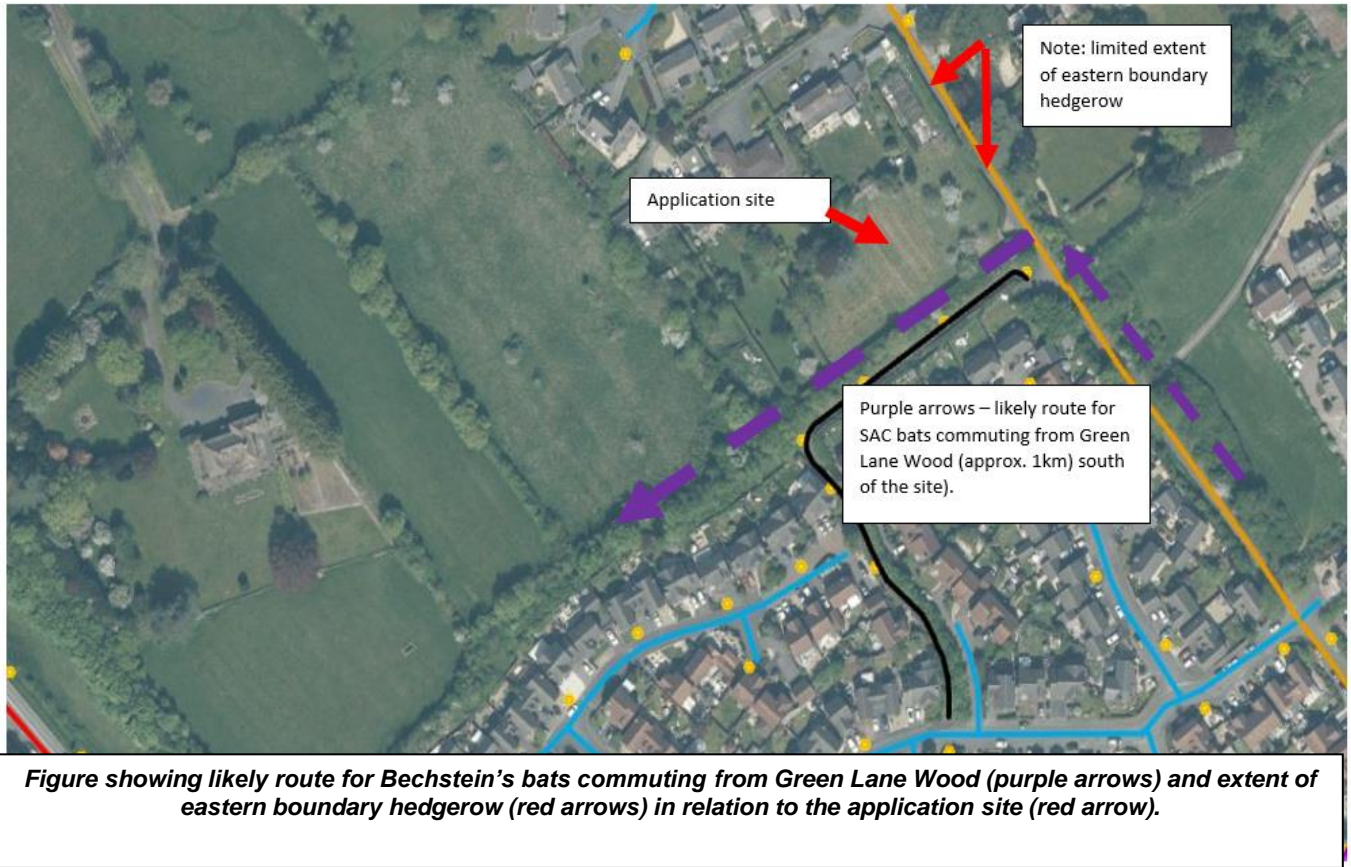 Note: limited extent
of eastern boundary
hedgerow
Application site
Purple arrows – likely route for
SAC bats commuting from Green
Lane Wood (approx. 1km) south
of the site).
Figure showing likely route for Bechstein’s bats commuting from Green Lane Wood (purple arrows) and extent of
eastern boundary hedgerow (red arrows) in relation to the application site (red arrow).